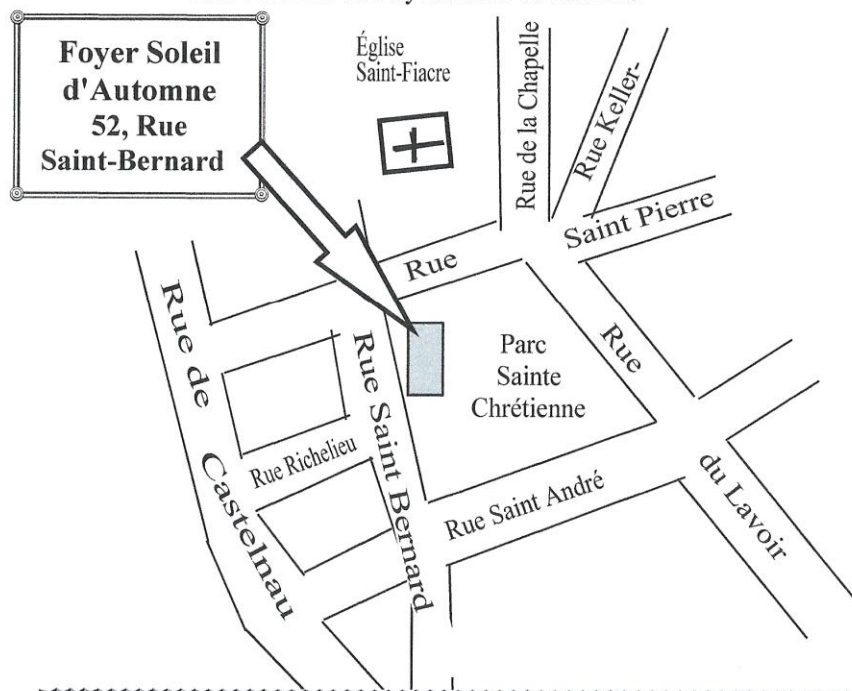 Foyer Soleil
d'Automne
52, Rue
Saint-Bernard
Église
Saint-Fiacre
Rue de la Chapelle
Rue Keller-
Rue Saint Pierre
Rue de Castelnau
Rue Saint Bernard
Rue Richelieu
Parc
Sainte
Chrétienne
Rue du Lavoir
Rue Saint André